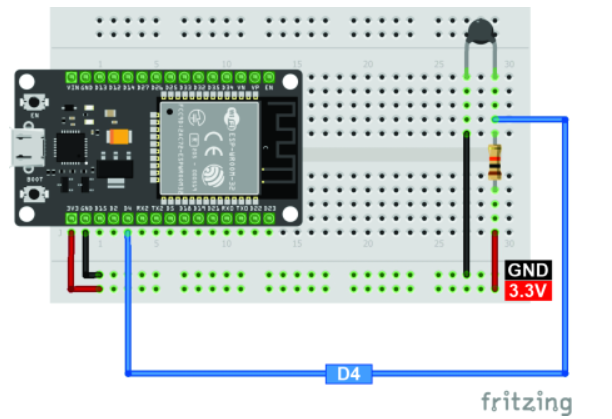 1 5 10 15 20 25 30
VIN GND D13 D12 D14 D27 D26 D25 D33 D32 D35 D34 VN VP EN
EN
ESP-WROOM-32
CE
BOOT
3V3 GND D15 D2 D4 RX2 TX2 D5 D18 D19 D21 RX0 TX0 D22 D23
5 10 15 20 25 30
GND
3.3V
D4
fritzing